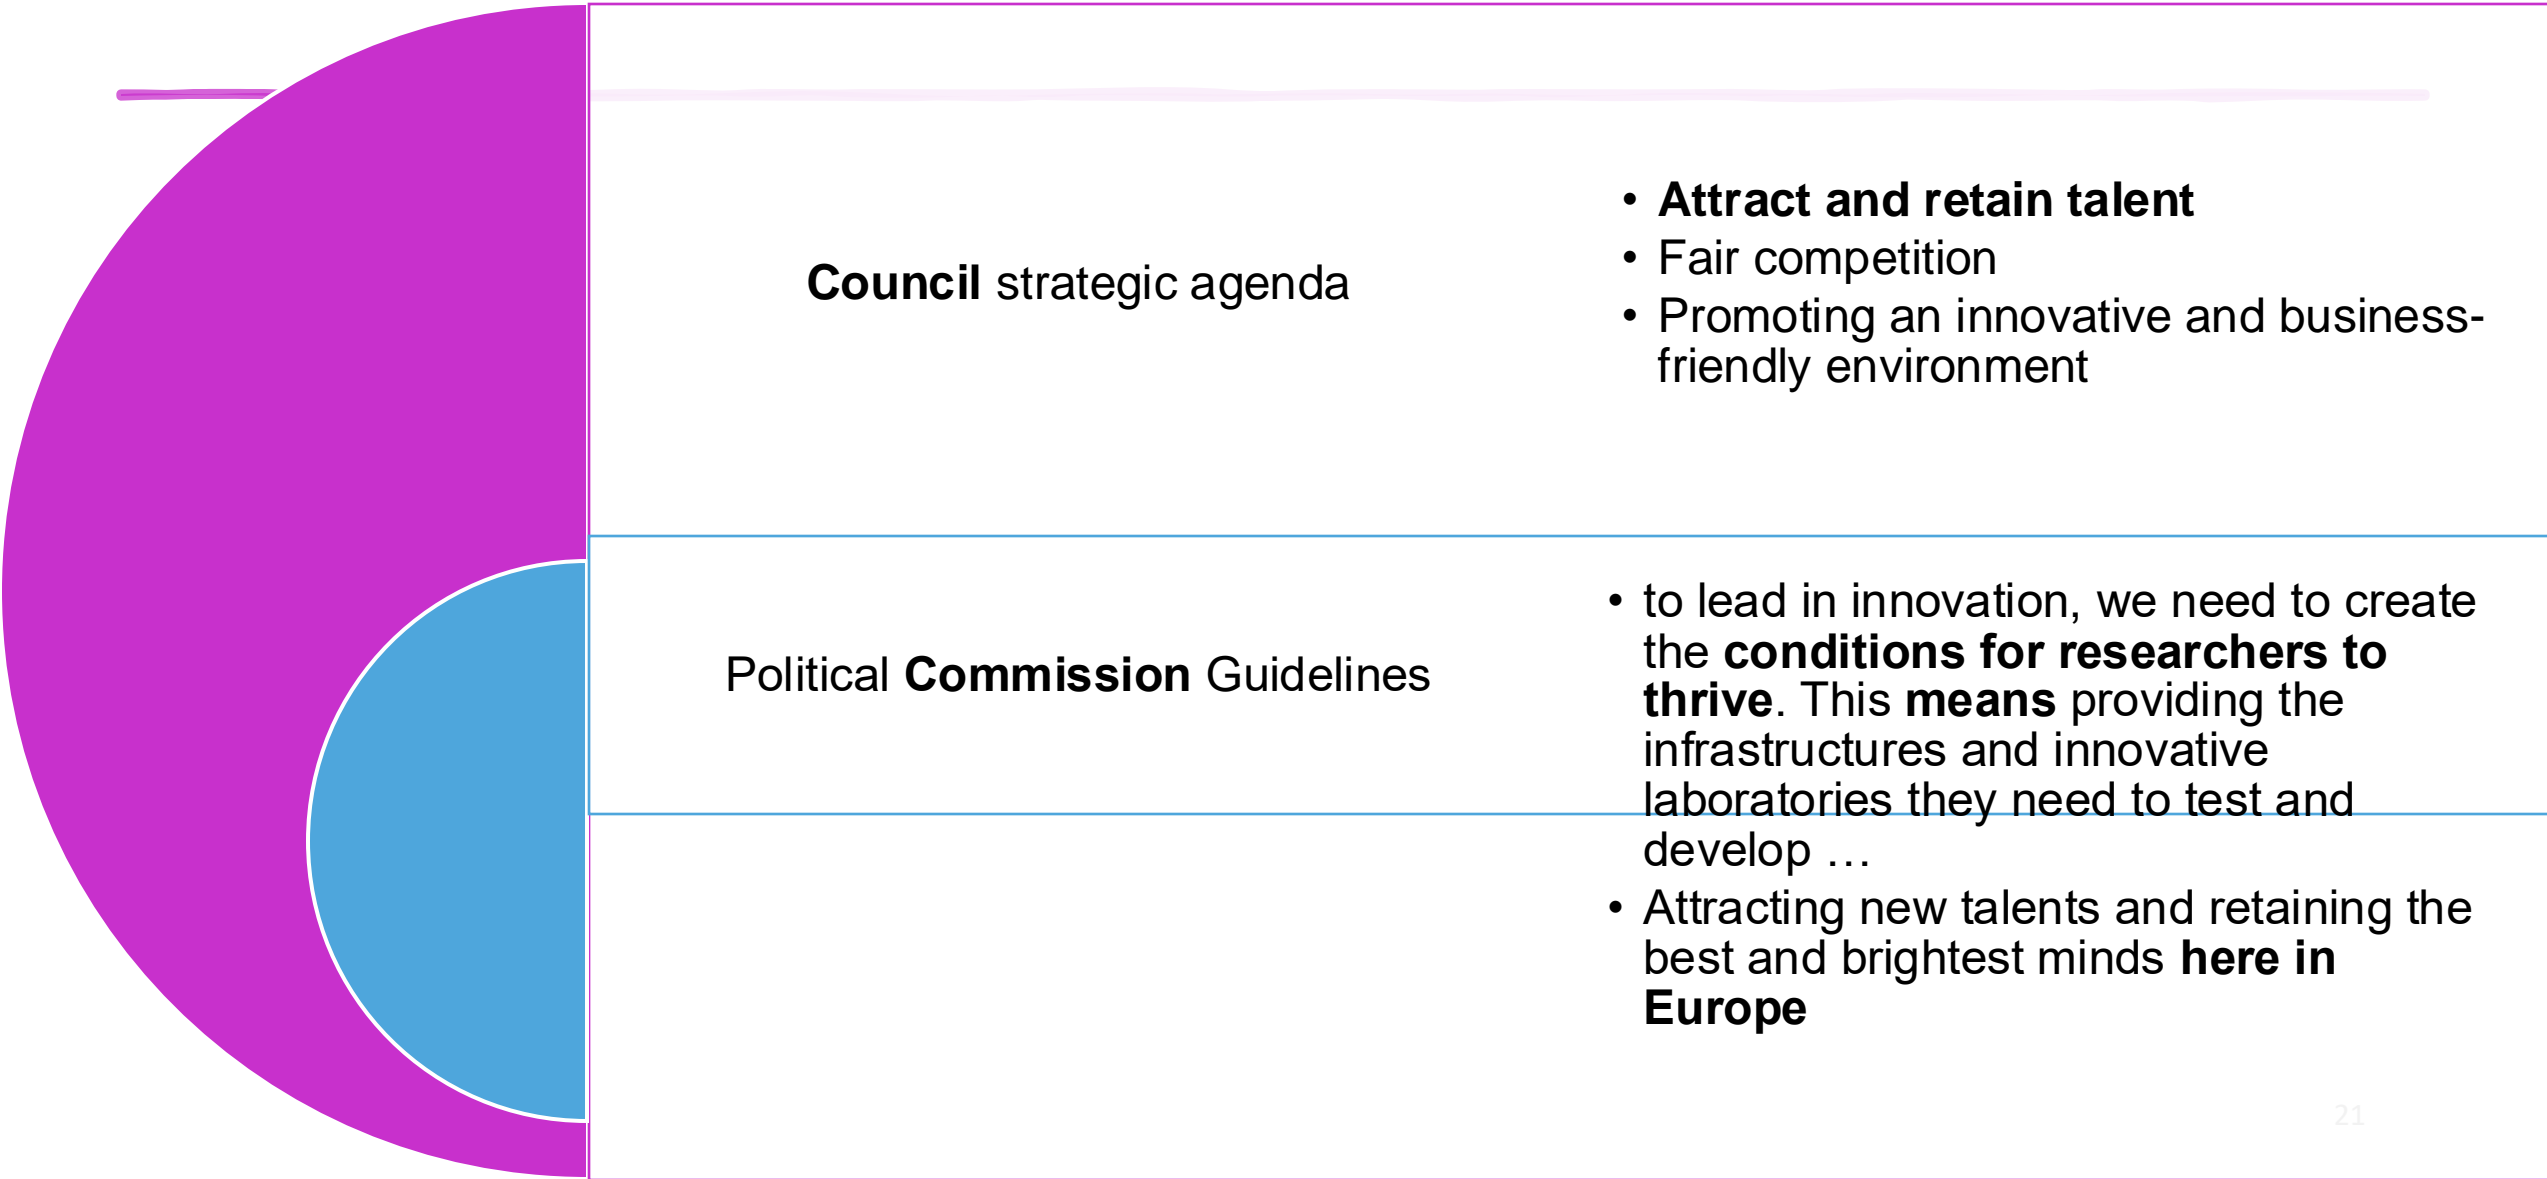 Council strategic agenda
• Attract and retain talent
• Fair competition
• Promoting an innovative and business-
friendly environment
Political Commission Guidelines
• to lead in innovation, we need to create
the conditions for researchers to
thrive. This means providing the
infrastructures and innovative
laboratories they need to test and
develop …
• Attracting new talents and retaining the
best and brightest minds here in
Europe
21